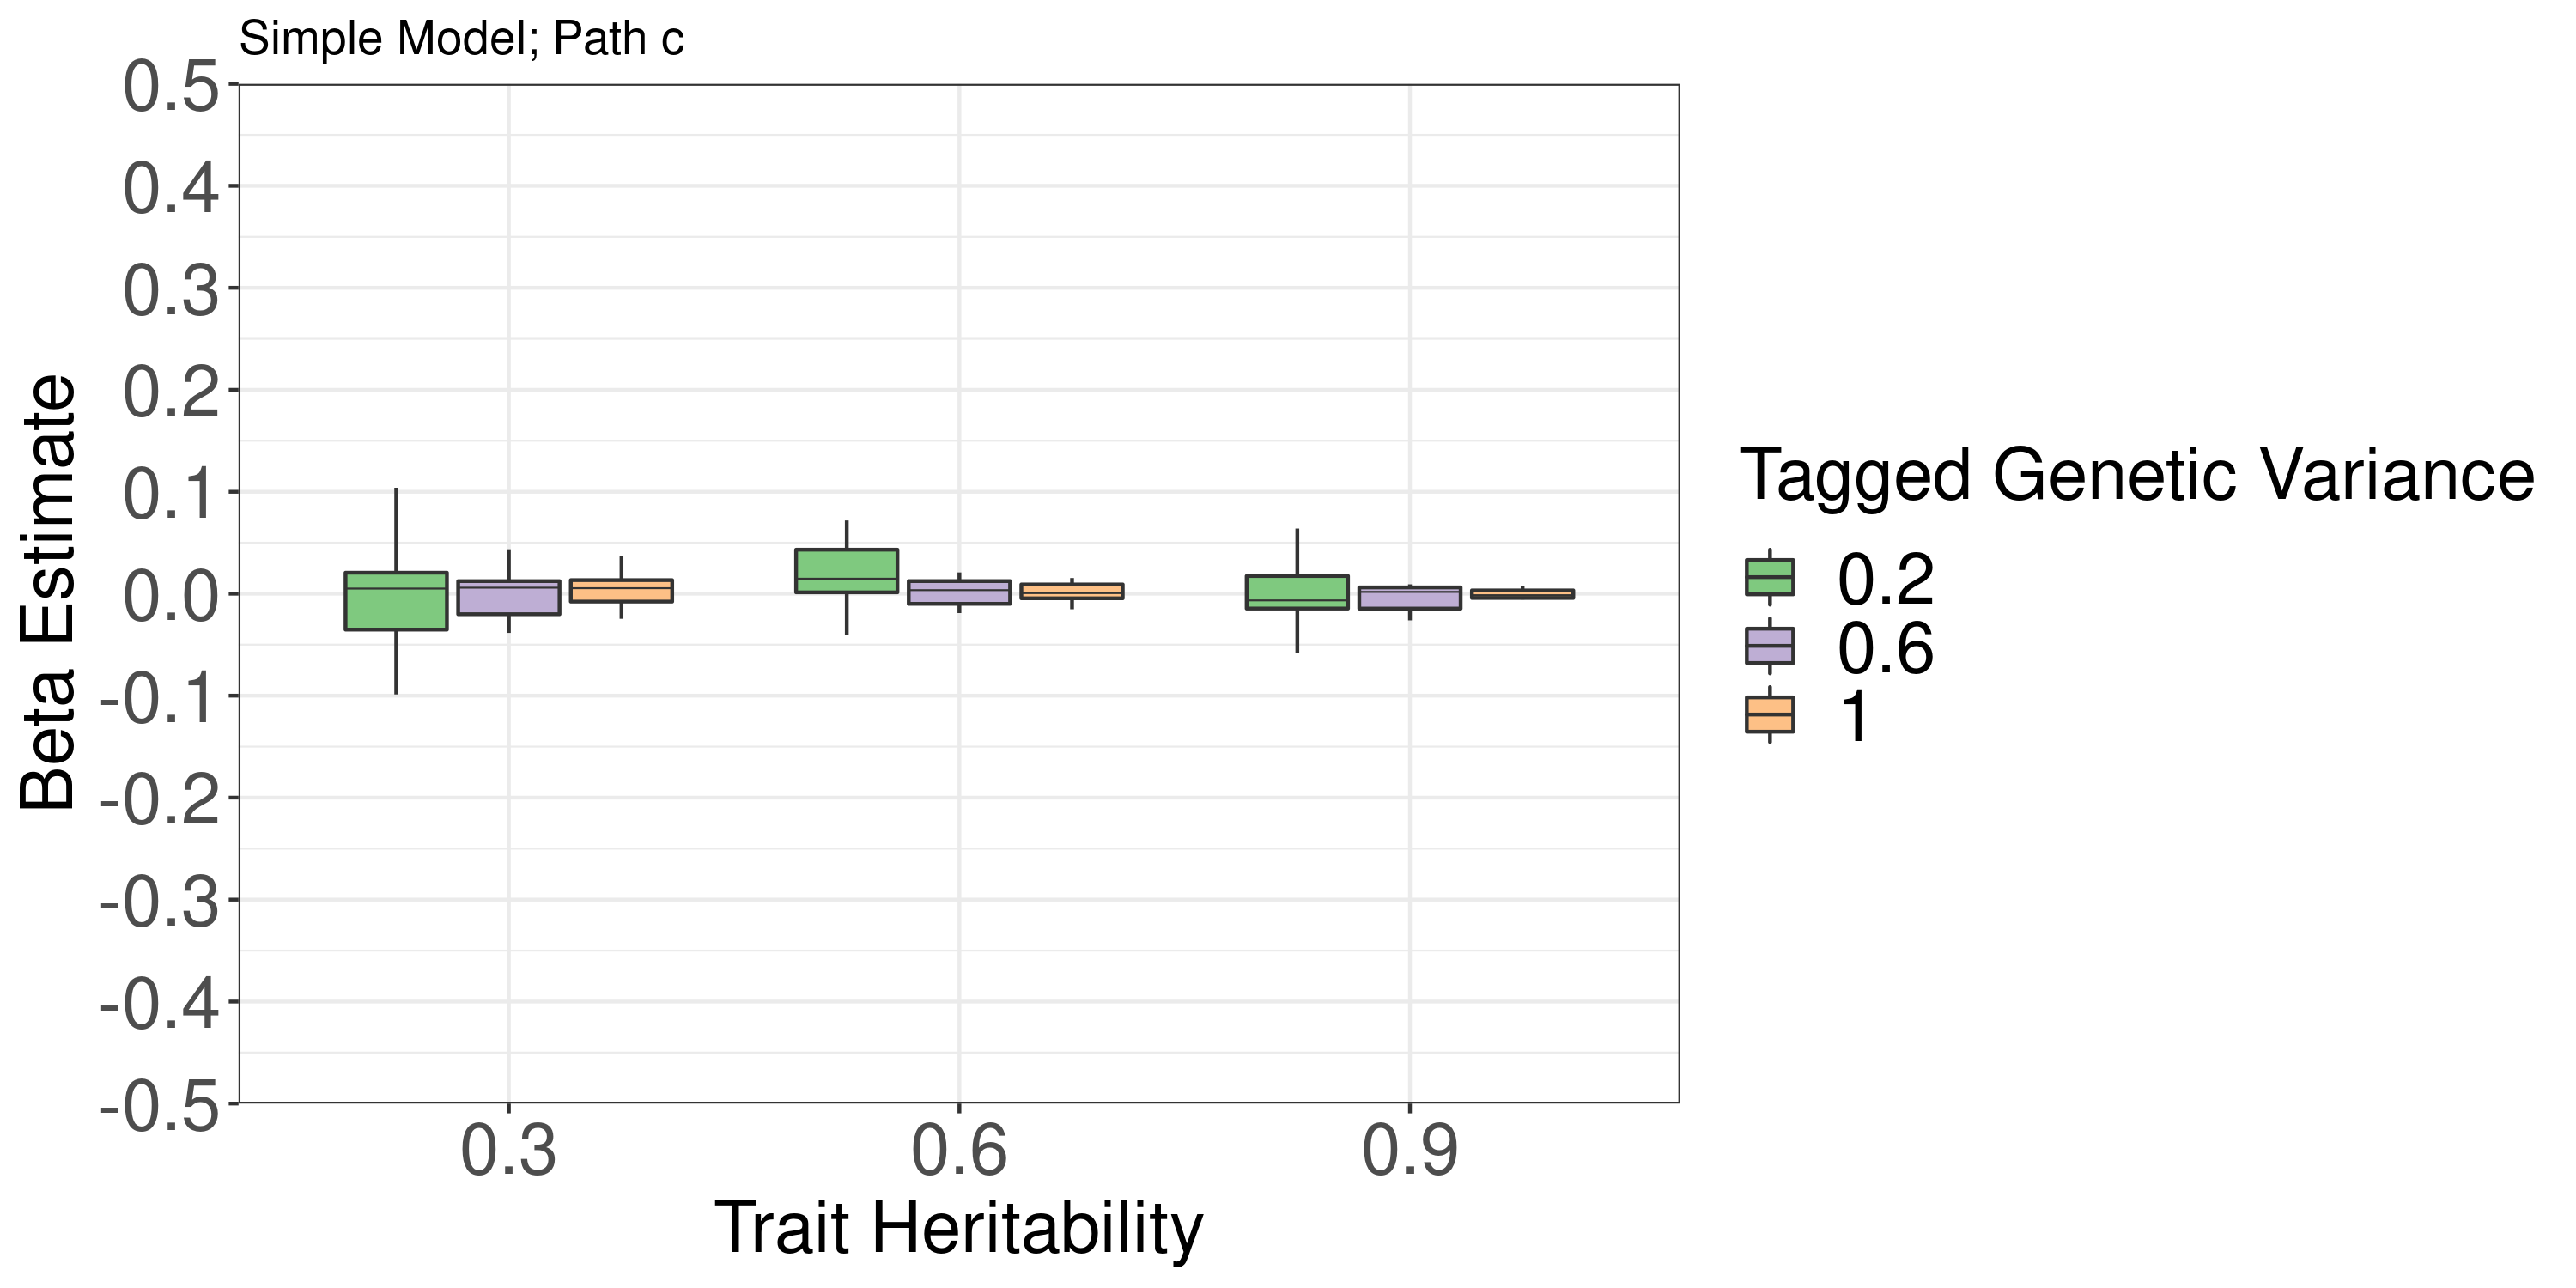 Simple Model; Path c
0.5
0.4
0.3
0.2
0.1
0.0
-0.1
-0.2
-0.3
-0.4
-0.5
Beta Estimate
0.3 0.6 0.9
Trait Heritability
Tagged Genetic Variance
0.2
0.6
1